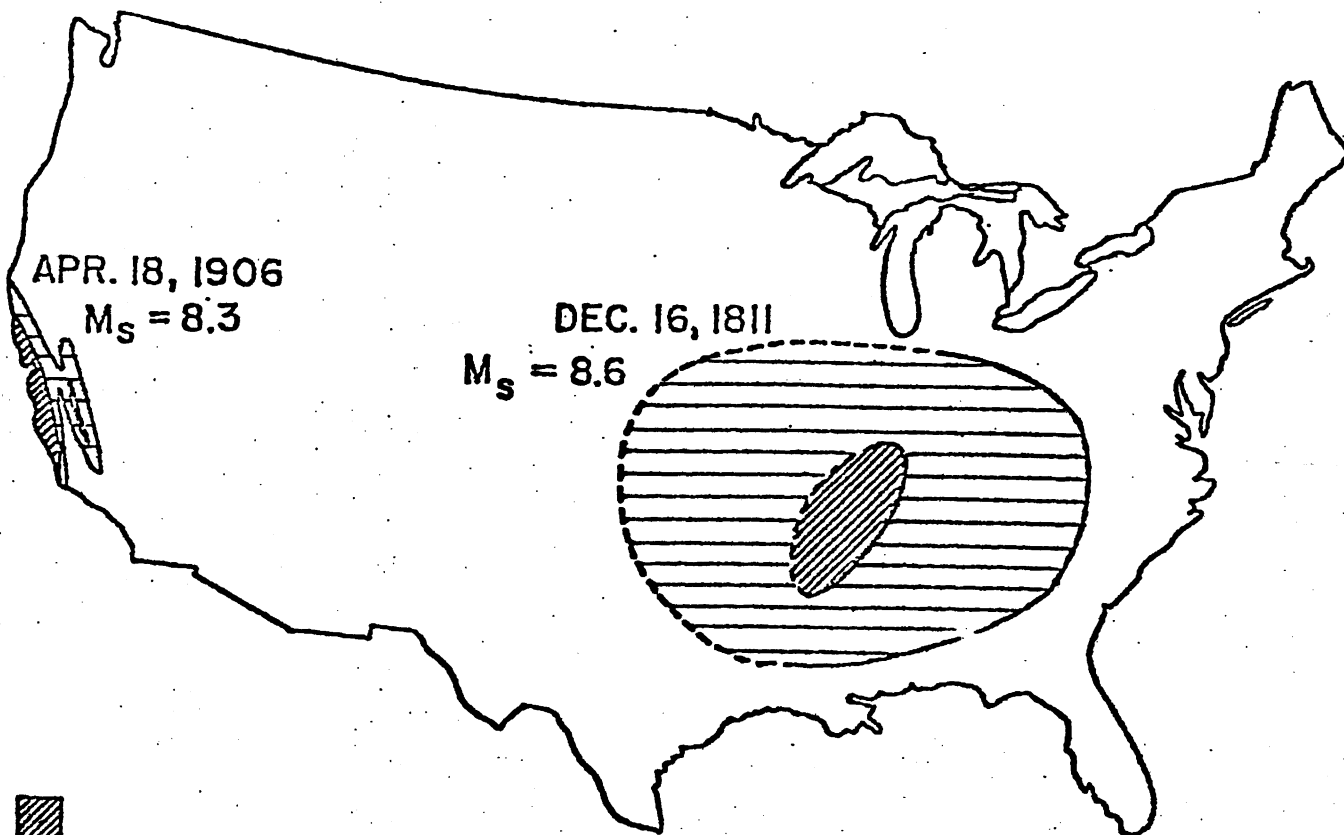 APR. 18, 1906
Ms = 8.3
DEC. 16, 1811
Ms = 8.6